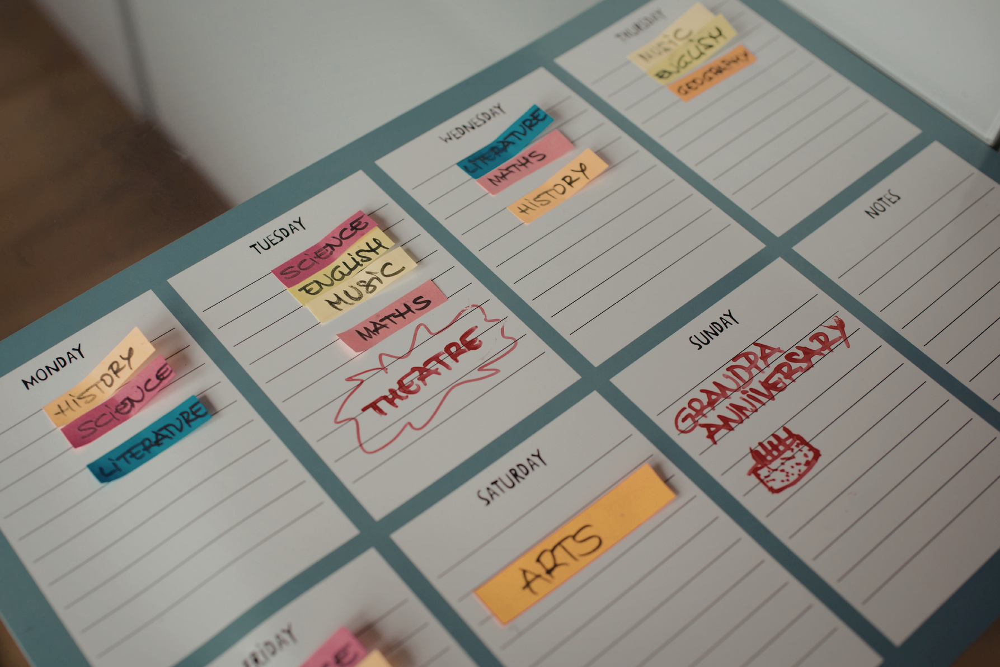 MONDAY
HISTORY
SCIENCE
LITERATURE
TUESDAY
SCIENCE
ENGLISH
MUSIC
MATHS
THEATRE
WEDNESDAY
LITERATURE
MATHS
HISTORY
THURSDAY
MUSIC
ENGLISH
GEOGRAPHY
FRIDAY
SATURDAY
ARTS
SUNDAY
GRANDPA
ANNIVERSARY
NOTES